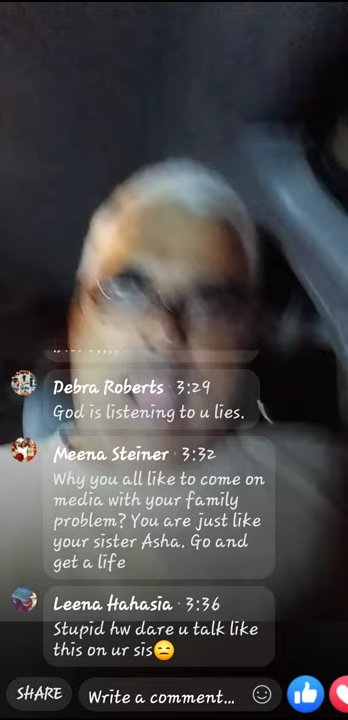 Debra Roberts · 3:29
God is listening to u lies.
Meena Steiner · 3:32
Why you all like to come on
media with your family
problem? You are just like
your sister Asha. Go and
get a life
Leena Hahasia · 3:36
Stupid hw dare u talk like
this on ur sis😑
SHARE
Write a comment...